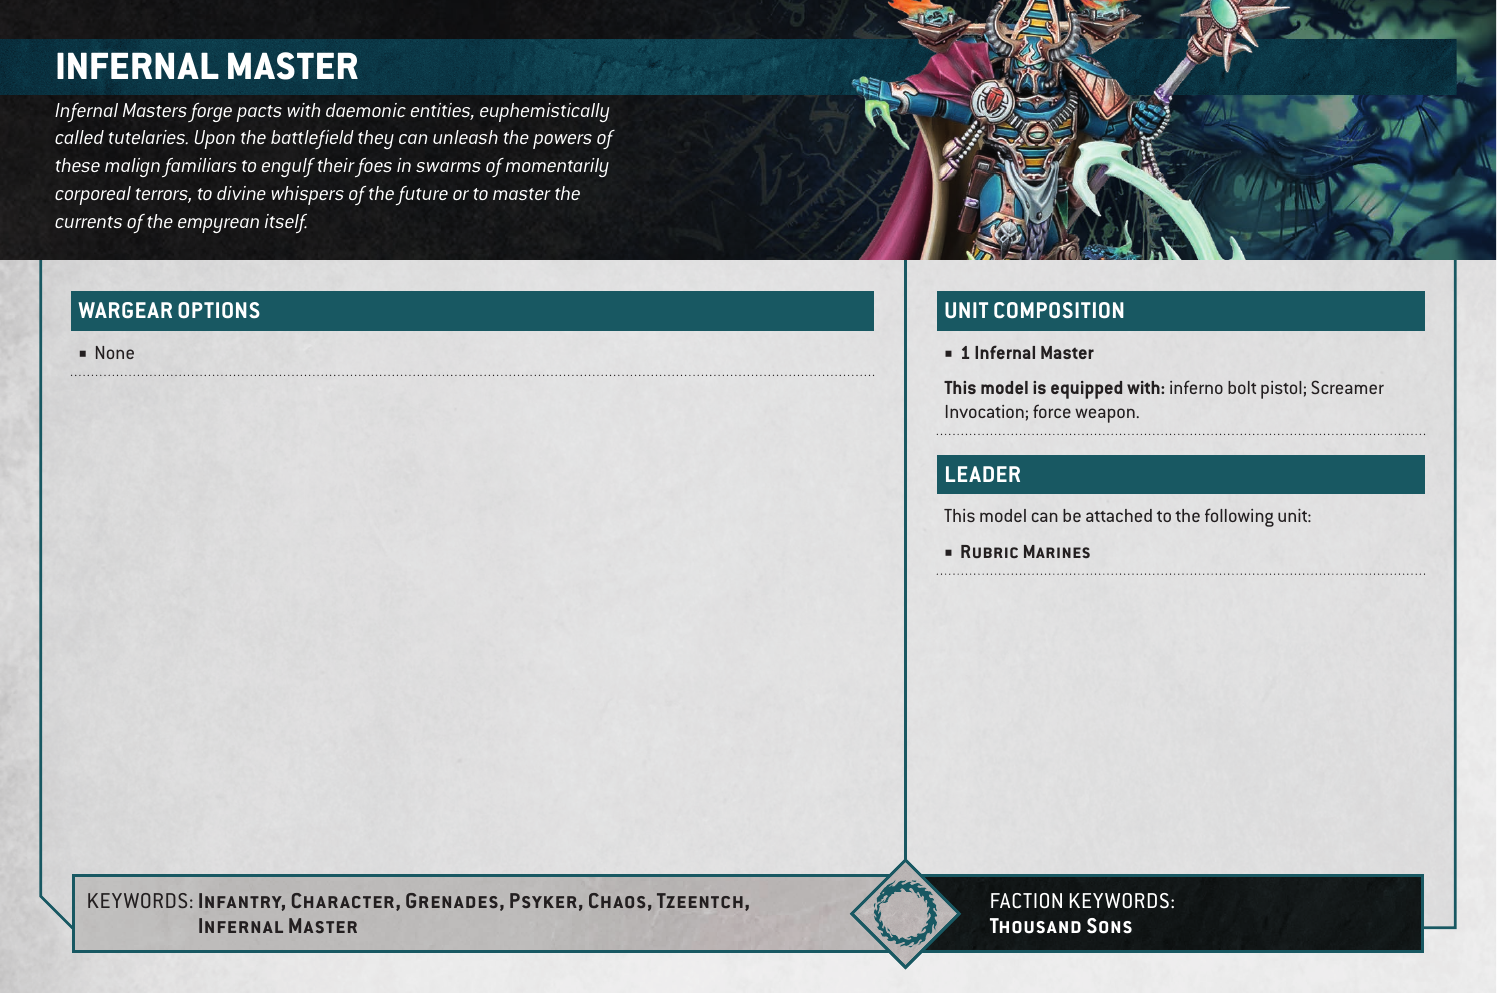 INFERNAL MASTER
Infernal Masters forge pacts with daemonic entities, euphemistically
called tutelaries. Upon the battlefield they can unleash the powers of
these malign familiars to engulf their foes in swarms of momentarily
corporeal terrors, to divine whispers of the future or to master the
currents of the empyrean itself.
WARGEAR OPTIONS
▪ None
UNIT COMPOSITION
▪ 1 Infernal Master
This model is equipped with: inferno bolt pistol; Screamer
Invocation; force weapon.
LEADER
This model can be attached to the following unit:
▪ Rubric Marines
KEYWORDS: Infantry, Character, Grenades, Psyker, Chaos, Tzeentch,
Infernal Master
FACTION KEYWORDS:
Thousand Sons